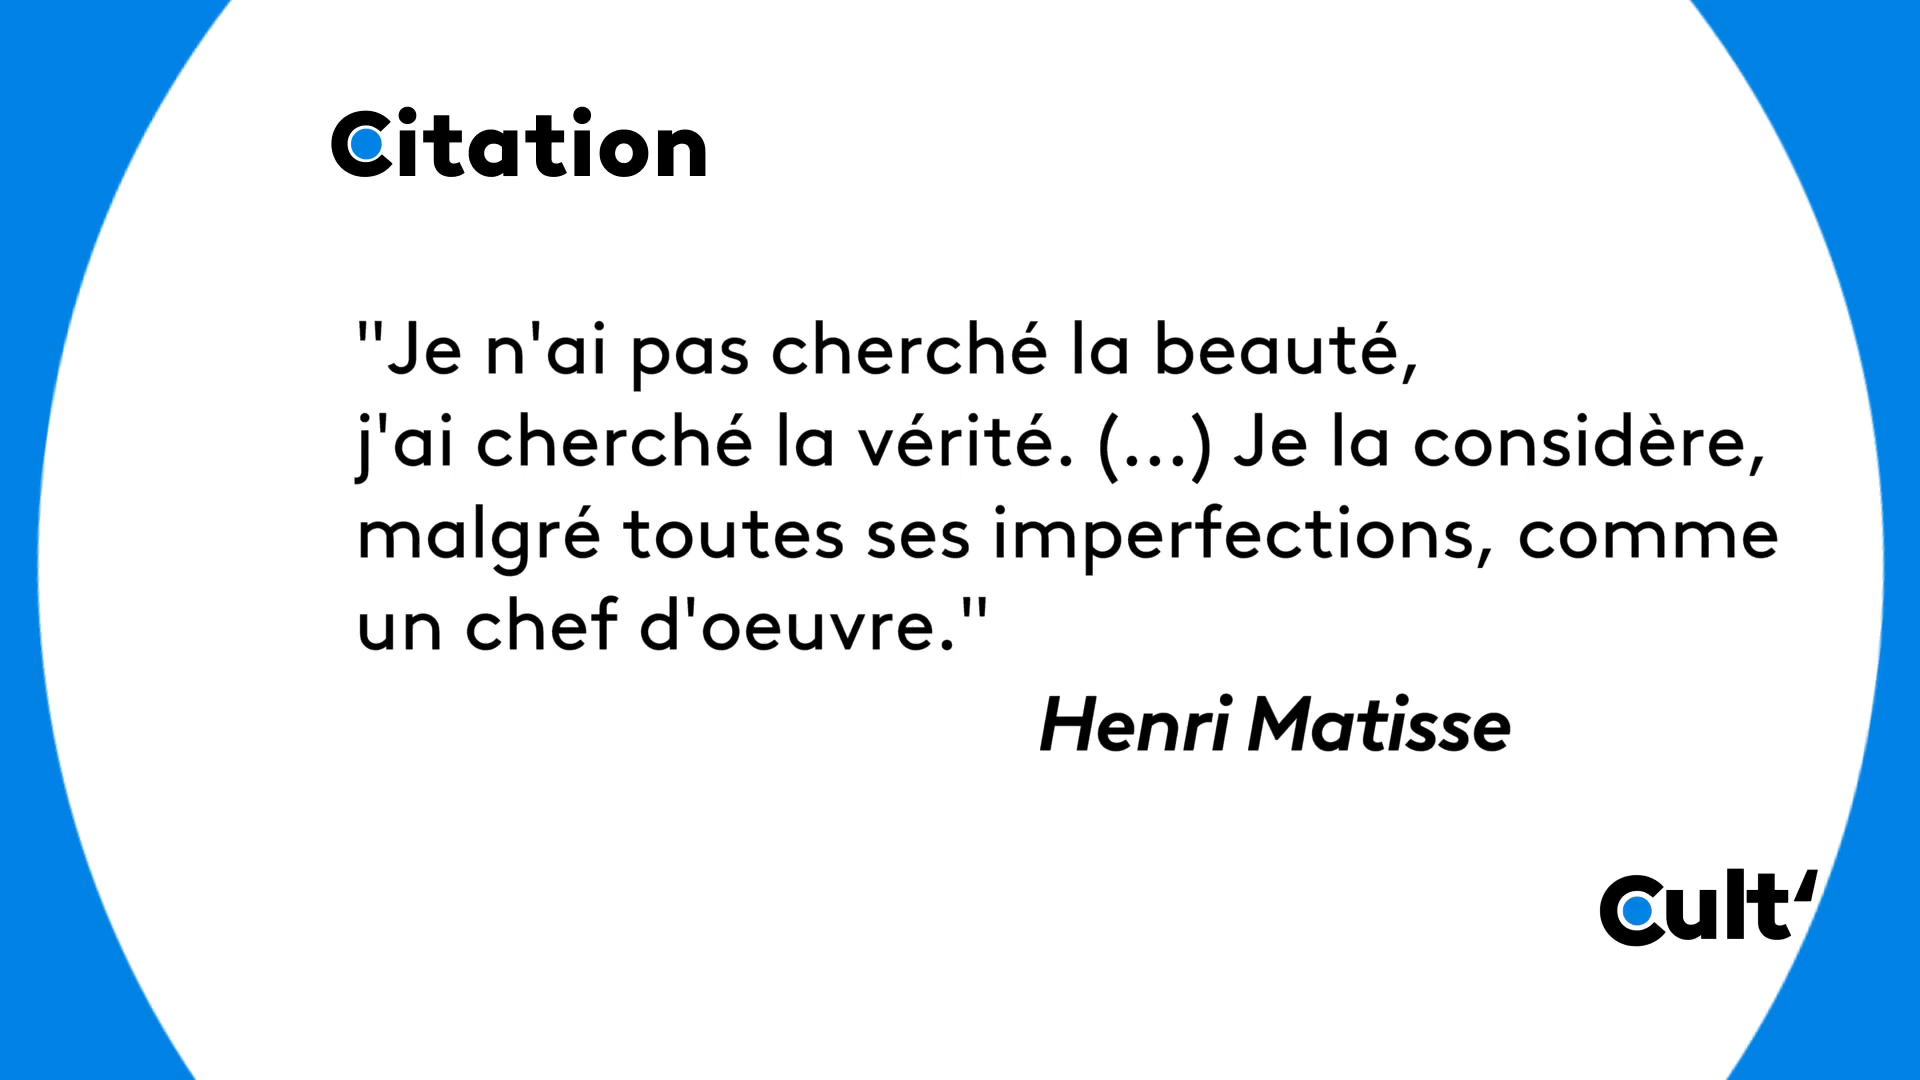 Citation
"Je n'ai pas cherché la beauté,
j'ai cherché la vérité. (...) Je la considère,
malgré toutes ses imperfections, comme
un chef d'oeuvre."
Henri Matisse
Cult‘